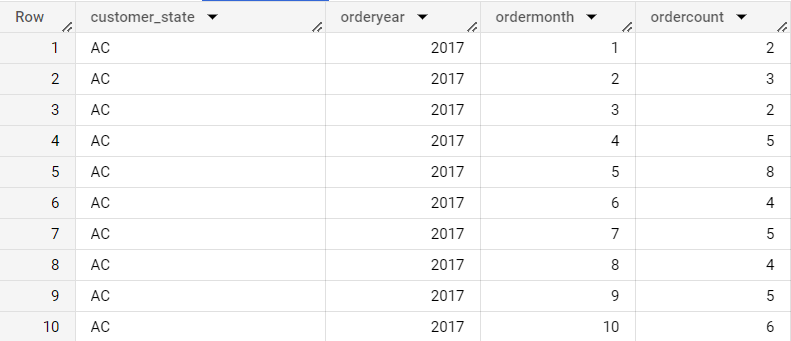 Row customer_state orderyear ordermonth ordercount
1 AC 2017 1 2
2 AC 2017 2 3
3 AC 2017 3 2
4 AC 2017 4 5
5 AC 2017 5 8
6 AC 2017 6 4
7 AC 2017 7 5
8 AC 2017 8 4
9 AC 2017 9 5
10 AC 2017 10 6